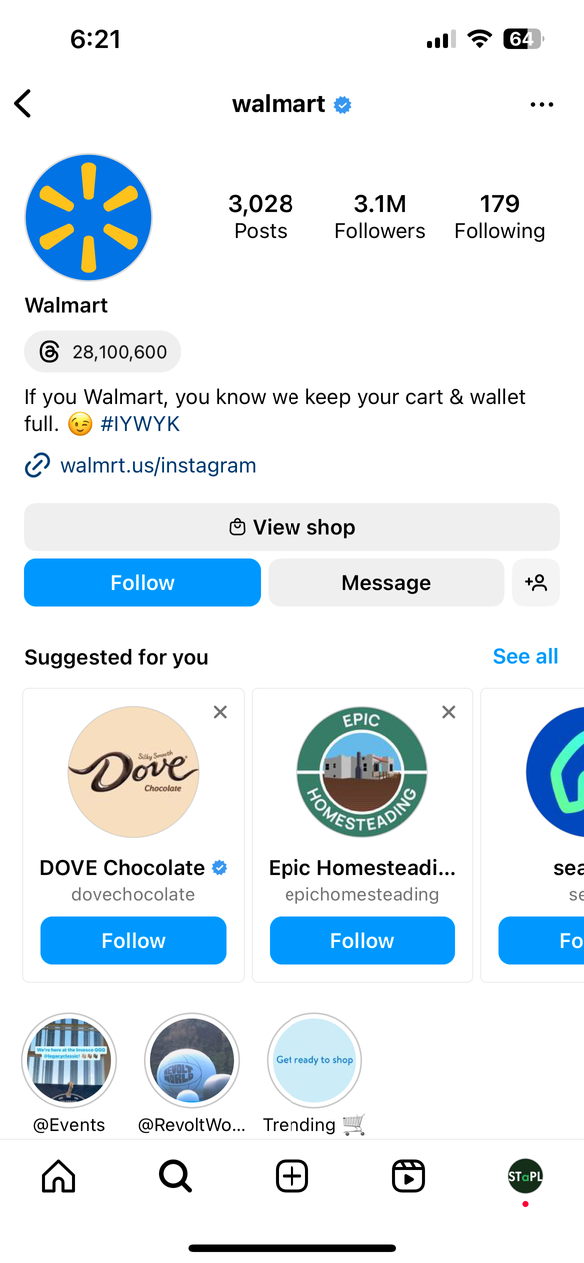 6:21
64
walmart
3,028
Posts
3.1M
Followers
179
Following
Walmart
28,100,600
If you Walmart, you know we keep your cart & wallet
full. 😉 #IYWYK
walmrt.us/instagram
View shop
Follow
Message
Suggested for you
See all
Silky Smooth
Dove
Chocolate
DOVE Chocolate
dovechocolate
Follow
EPIC
HOMESTEADING
Epic Homesteadi...
epichomesteading
Follow
sea
se
Fo
We're here at the Invesco QQQ
@legacyclassic!
@Events
REVOLT
WORLD
@RevoltWo...
Get ready to shop
Trending 🛒
STaPL